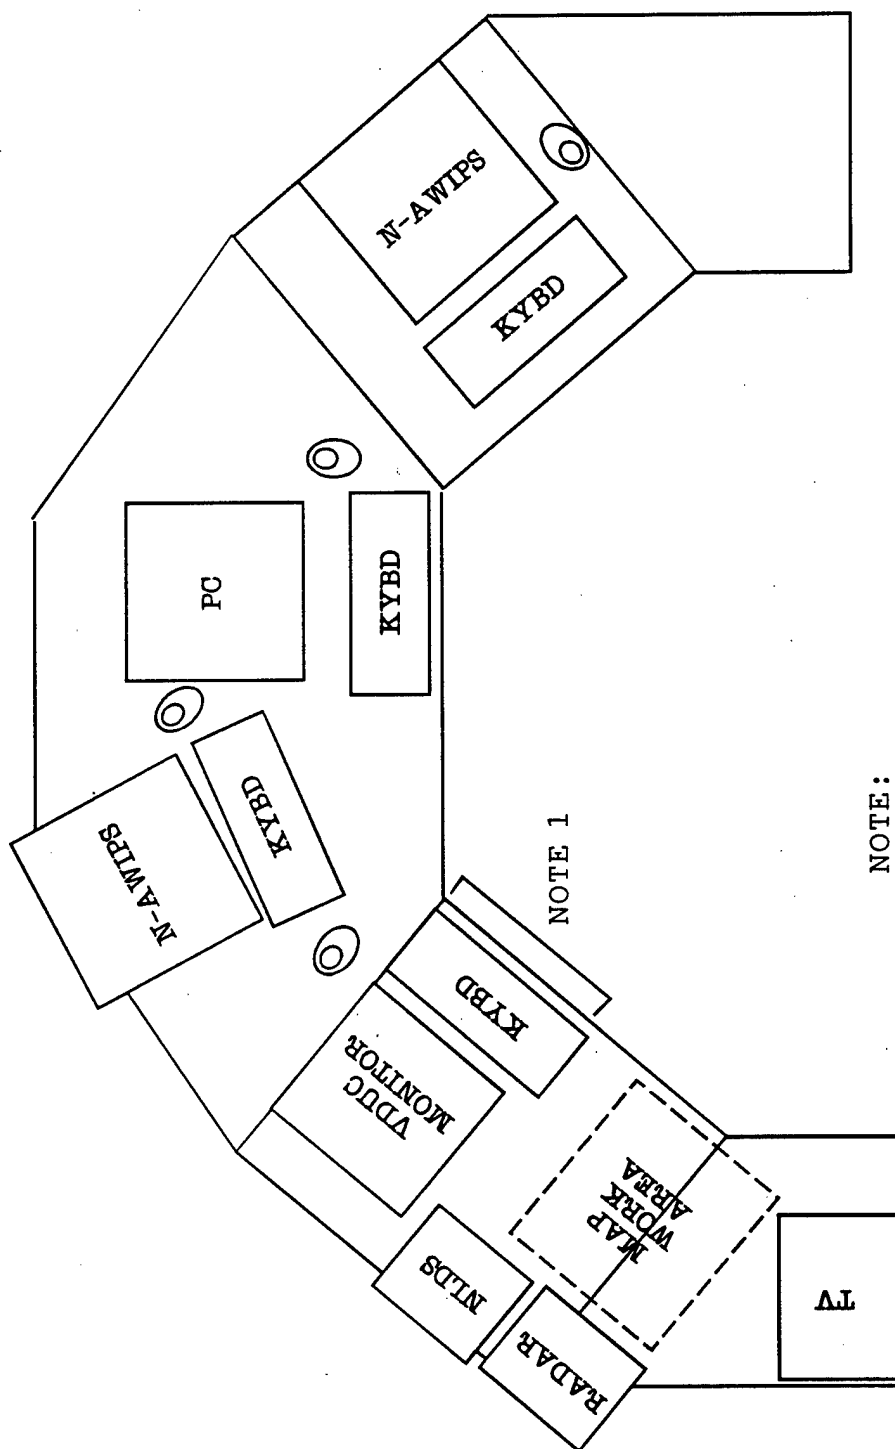 TV
RADAR
NLDS
MAP
WORK
AREA
VDUC
MONITOR
KYBD
NOTE 1
N-AWIPS
KYBD
PC
KYBD
N-AWIPS
KYBD
NOTE: